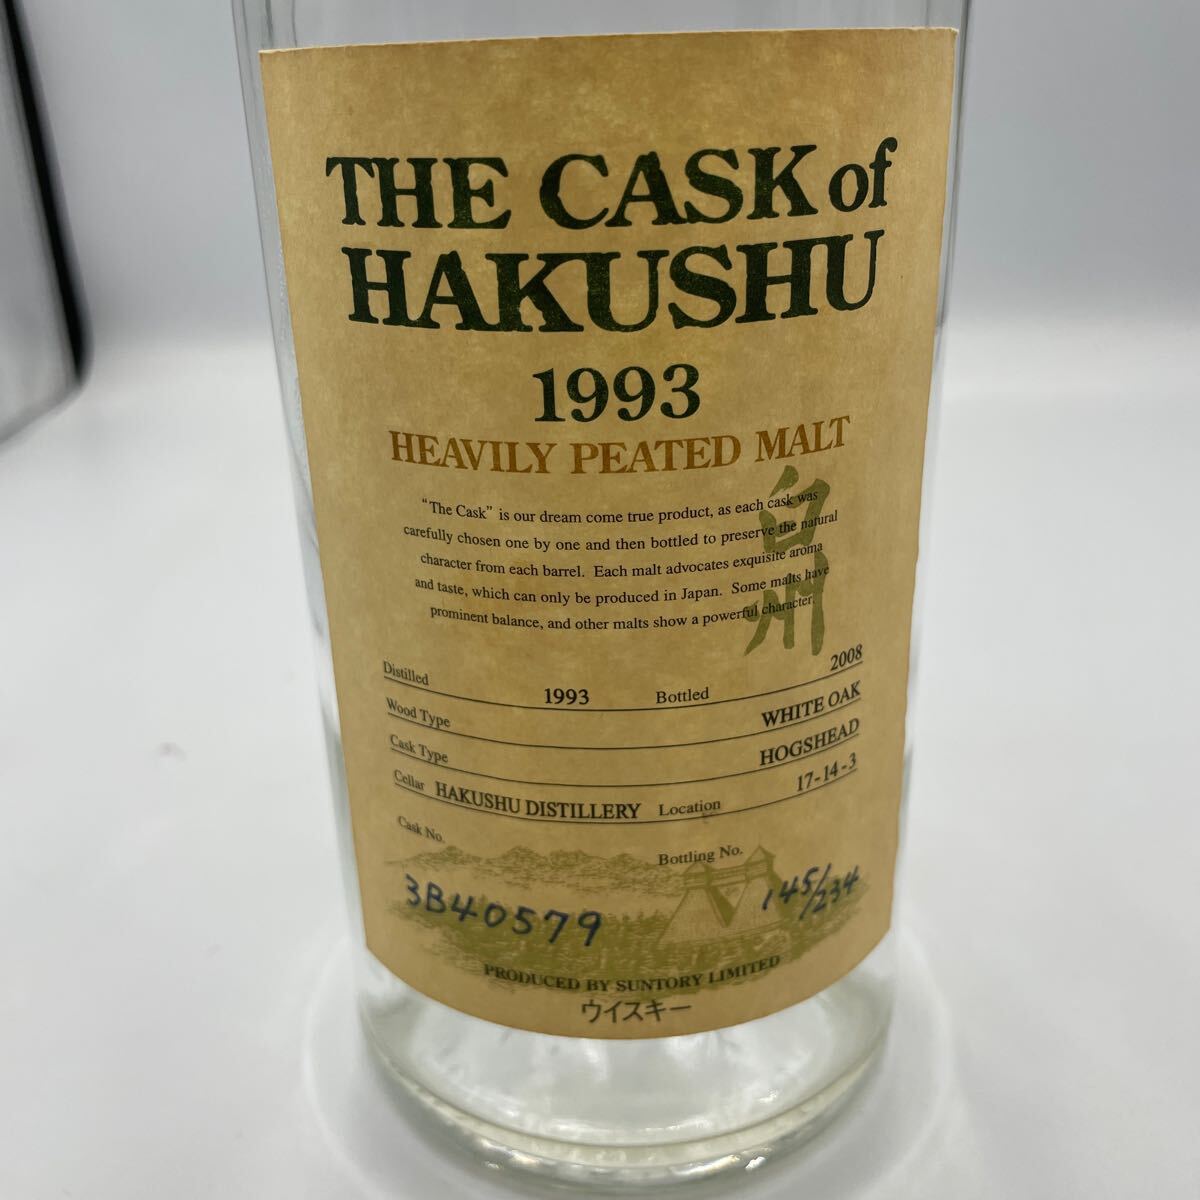 THE CASK of
HAKUSHU
1993
HEAVILY PEATED MALT
白州
"The Cask" is our dream come true product, as each cask was
carefully chosen one by one and then bottled to preserve the natural
character from each barrel. Each malt advocates exquisite aroma
and taste, which can only be produced in Japan. Some malts have
prominent balance, and other malts show a powerful character.
Distilled 1993 Bottled 2008
Wood Type WHITE OAK
Cask Type HOGSHEAD
Cellar HAKUSHU DISTILLERY Location 17-14-3
Cask No. Bottling No.
3B40579 145/234
PRODUCED BY SUNTORY LIMITED
ウイスキー